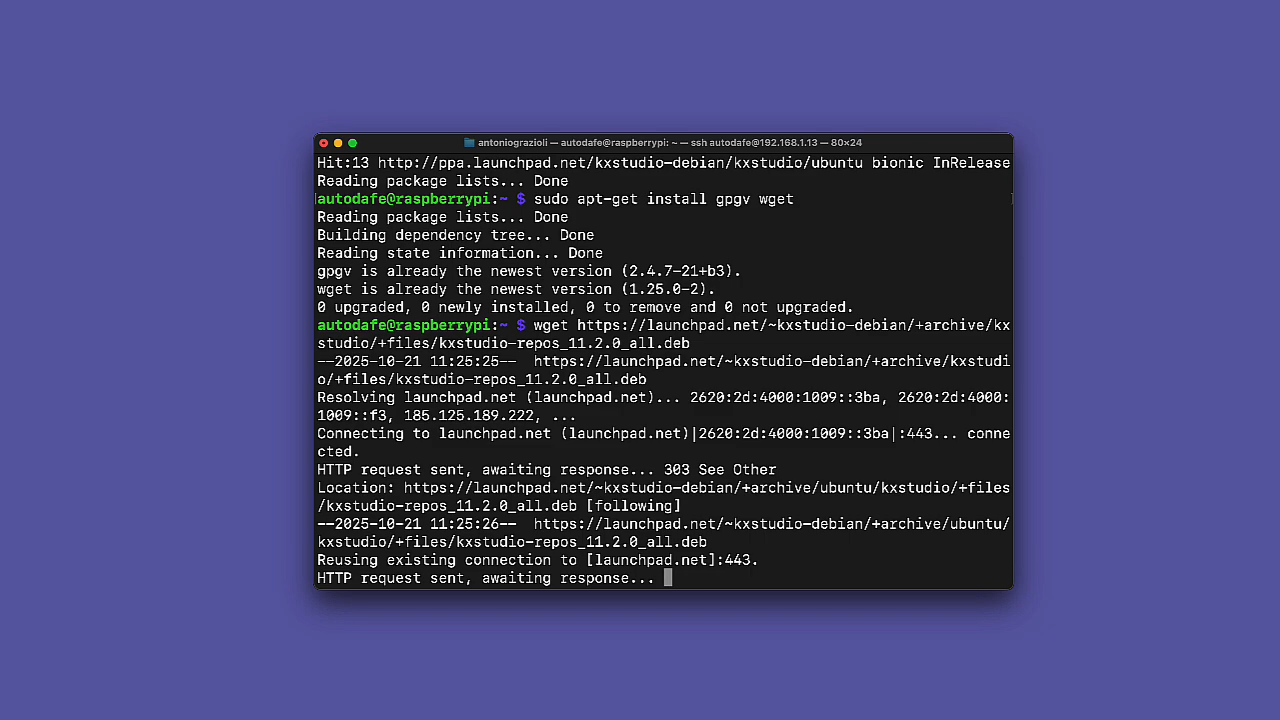 antoniograzioli — autodafe@raspberrypi: ~ — ssh autodafe@192.168.1.13 — 80×24
Hit:13 http://ppa.launchpad.net/kxstudio-debian/kxstudio/ubuntu bionic InRelease
Reading package lists... Done
autodafe@raspberrypi:~ $ sudo apt-get install gpgv wget
Reading package lists... Done
Building dependency tree... Done
Reading state information... Done
gpgv is already the newest version (2.4.7-21+b3).
wget is already the newest version (1.25.0-2).
0 upgraded, 0 newly installed, 0 to remove and 0 not upgraded.
autodafe@raspberrypi:~ $ wget https://launchpad.net/~kxstudio-debian/+archive/kx
studio/+files/kxstudio-repos_11.2.0_all.deb
--2025-10-21 11:25:25--  https://launchpad.net/~kxstudio-debian/+archive/kxstudi
o/+files/kxstudio-repos_11.2.0_all.deb
Resolving launchpad.net (launchpad.net)... 2620:2d:4000:1009::3ba, 2620:2d:4000:
1009::f3, 185.125.189.222, ...
Connecting to launchpad.net (launchpad.net)|2620:2d:4000:1009::3ba|:443... conne
cted.
HTTP request sent, awaiting response... 303 See Other
Location: https://launchpad.net/~kxstudio-debian/+archive/ubuntu/kxstudio/+files
/kxstudio-repos_11.2.0_all.deb [following]
--2025-10-21 11:25:26--  https://launchpad.net/~kxstudio-debian/+archive/ubuntu/
kxstudio/+files/kxstudio-repos_11.2.0_all.deb
Reusing existing connection to [launchpad.net]:443.
HTTP request sent, awaiting response...